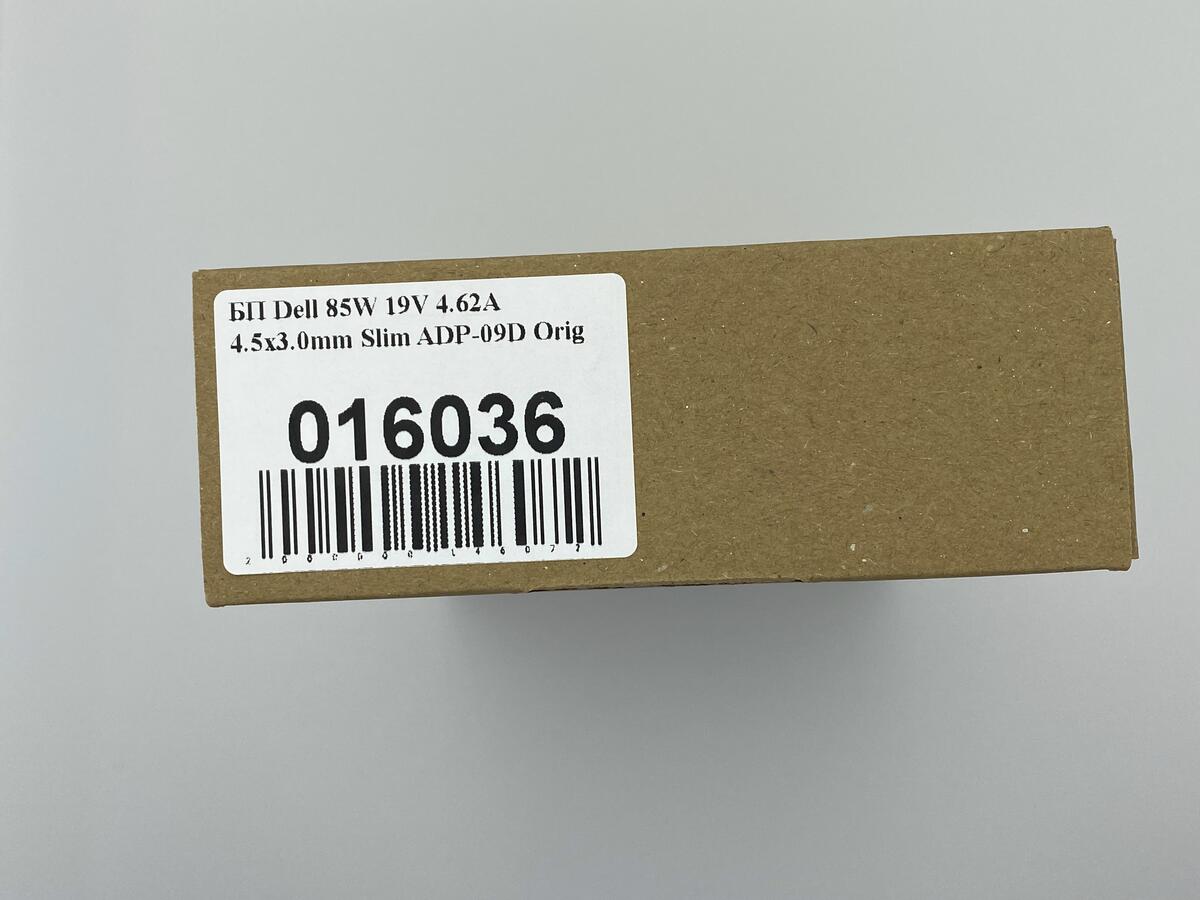 БП Dell 85W 19V 4.62A
4.5x3.0mm Slim ADP-09D Orig
016036